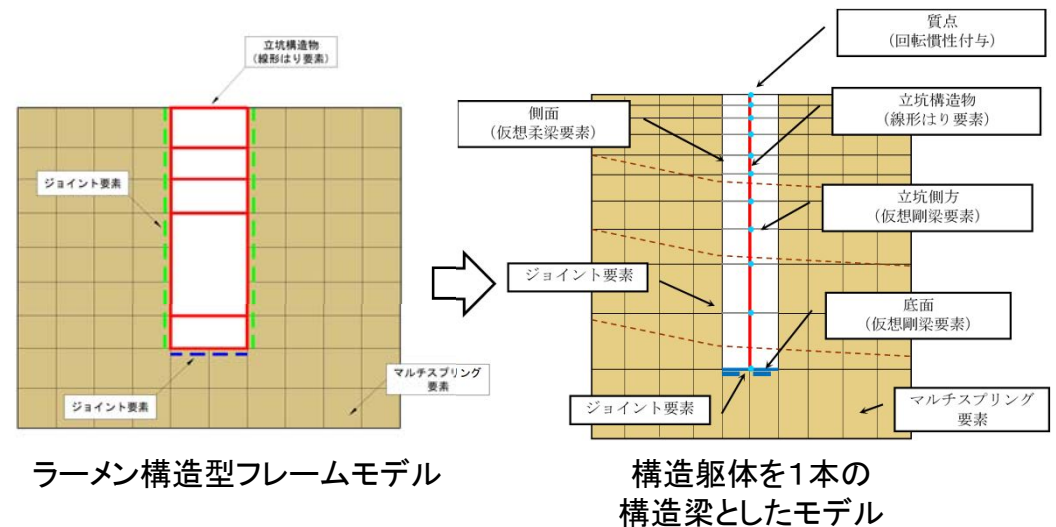 立坑構造物
(線形はり要素)
ジョイント要素
マルチスプリング
要素
ジョイント要素
ラーメン構造型フレームモデル
質点
(回転慣性付与)
側面
(仮想柔梁要素)
立坑構造物
(線形はり要素)
立坑側方
(仮想剛梁要素)
ジョイント要素
底面
(仮想剛梁要素)
ジョイント要素
マルチスプリング
要素
構造躯体を1本の
構造梁としたモデル